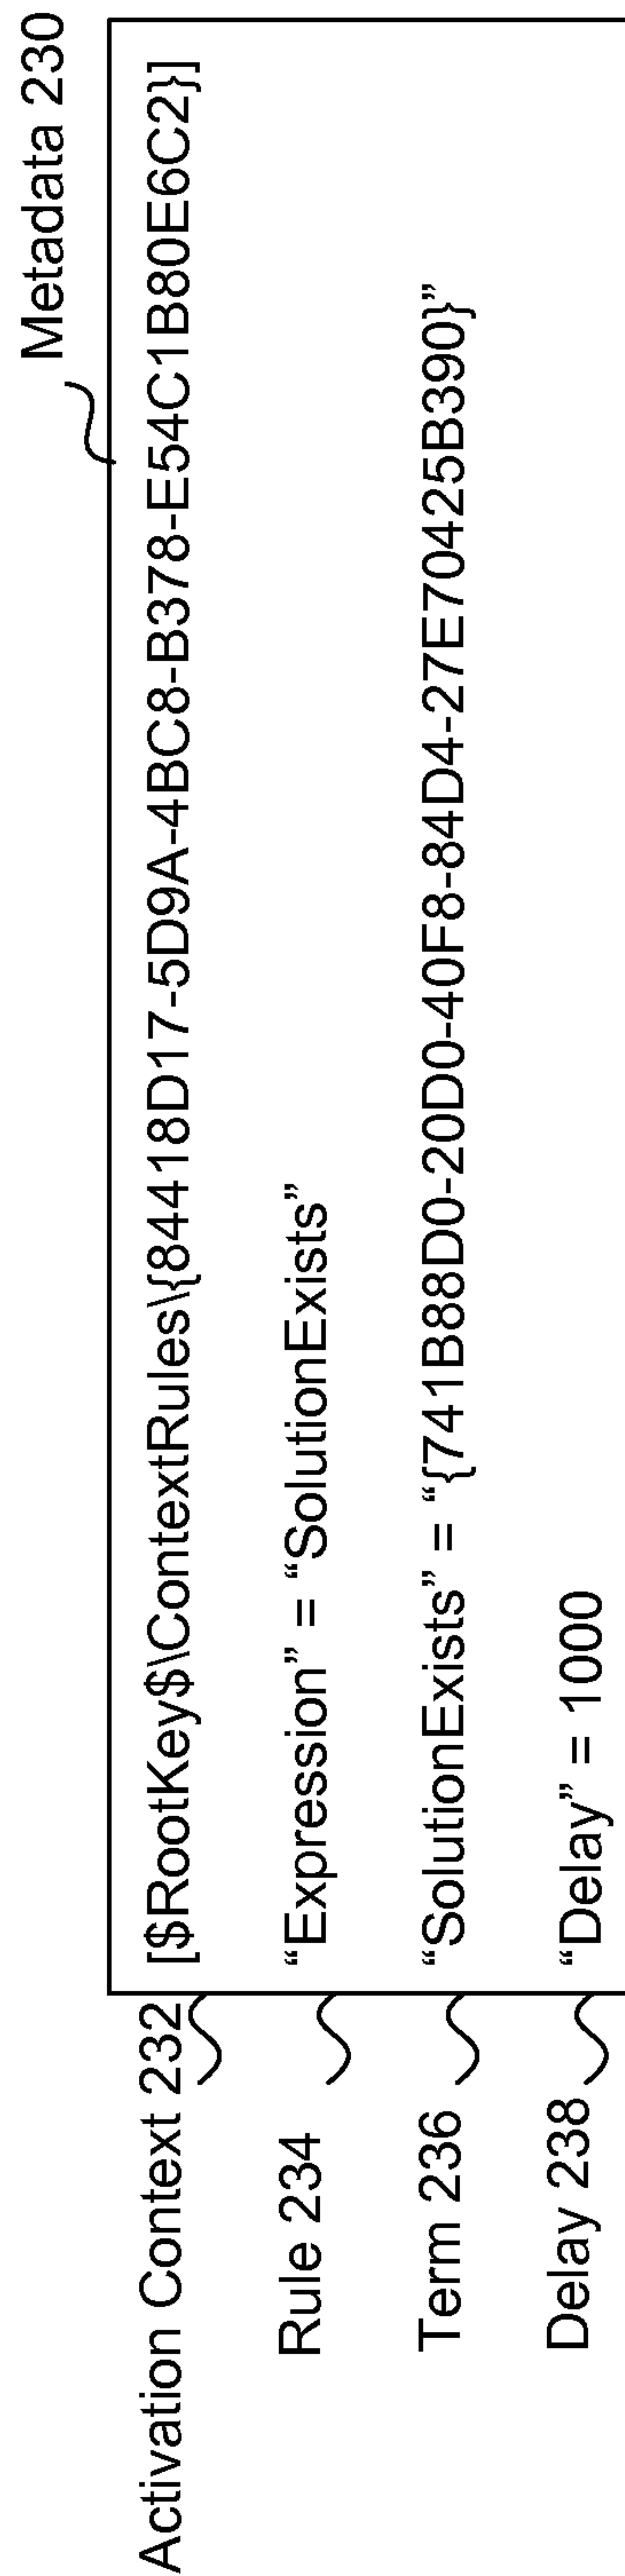 Metadata 230
Activation Context 232
[$RootKey$\ContextRules\{84418D17-5D9A-4BC8-B378-E54C1B80E6C2}]
Rule 234
“Expression” = “SolutionExists”
Term 236
“SolutionExists” = “{741B88D0-20D0-40F8-84D4-27E70425B390}”
Delay 238
“Delay” = 1000